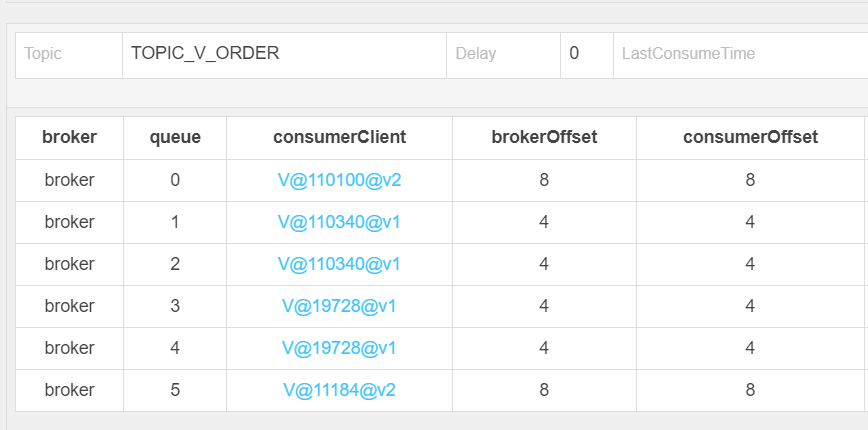 Topic TOPIC_V_ORDER Delay 0 LastConsumeTime
broker queue consumerClient brokerOffset consumerOffset
broker 0 V@110100@v2 8 8
broker 1 V@110340@v1 4 4
broker 2 V@110340@v1 4 4
broker 3 V@19728@v1 4 4
broker 4 V@19728@v1 4 4
broker 5 V@11184@v2 8 8